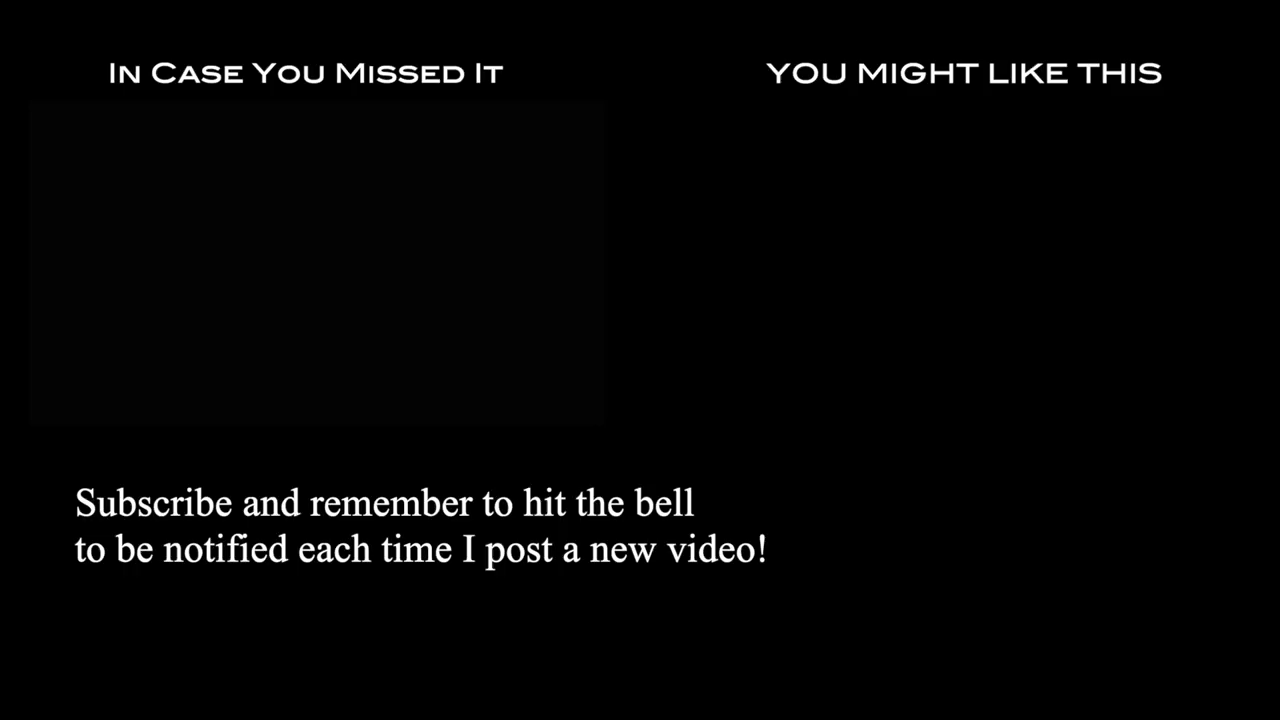 In Case You Missed It
YOU MIGHT LIKE THIS
Subscribe and remember to hit the bell
to be notified each time I post a new video!